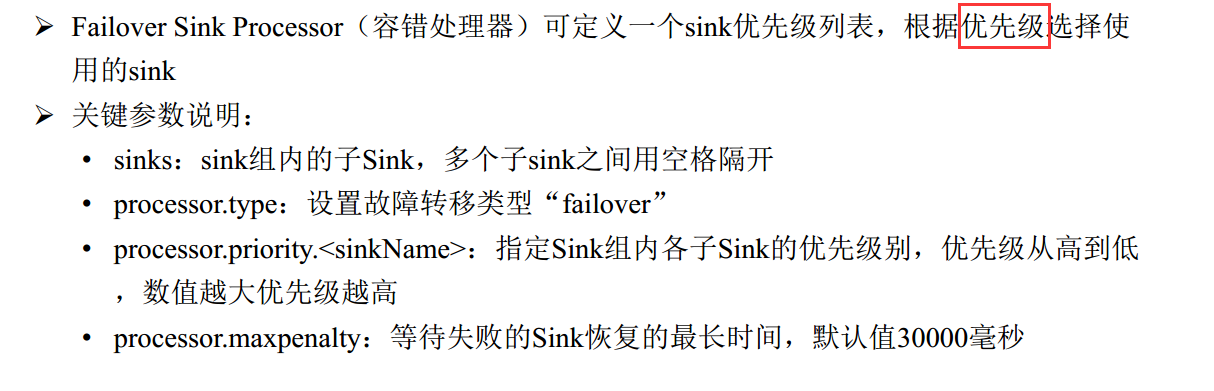 ➢ Failover Sink Processor（容错处理器）可定义一个sink优先级列表，根据优先级选择使
用的sink
➢ 关键参数说明：
• sinks：sink组内的子Sink，多个子sink之间用空格隔开
• processor.type：设置故障转移类型“failover”
• processor.priority.<sinkName>：指定Sink组内各子Sink的优先级别，优先级从高到低
，数值越大优先级越高
• processor.maxpenalty：等待失败的Sink恢复的最长时间，默认值30000毫秒